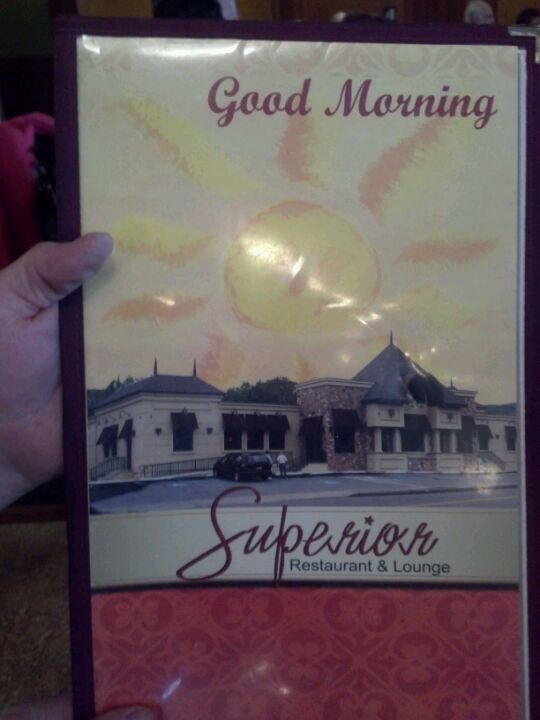 Good Morning
Superior
Restaurant & Lounge